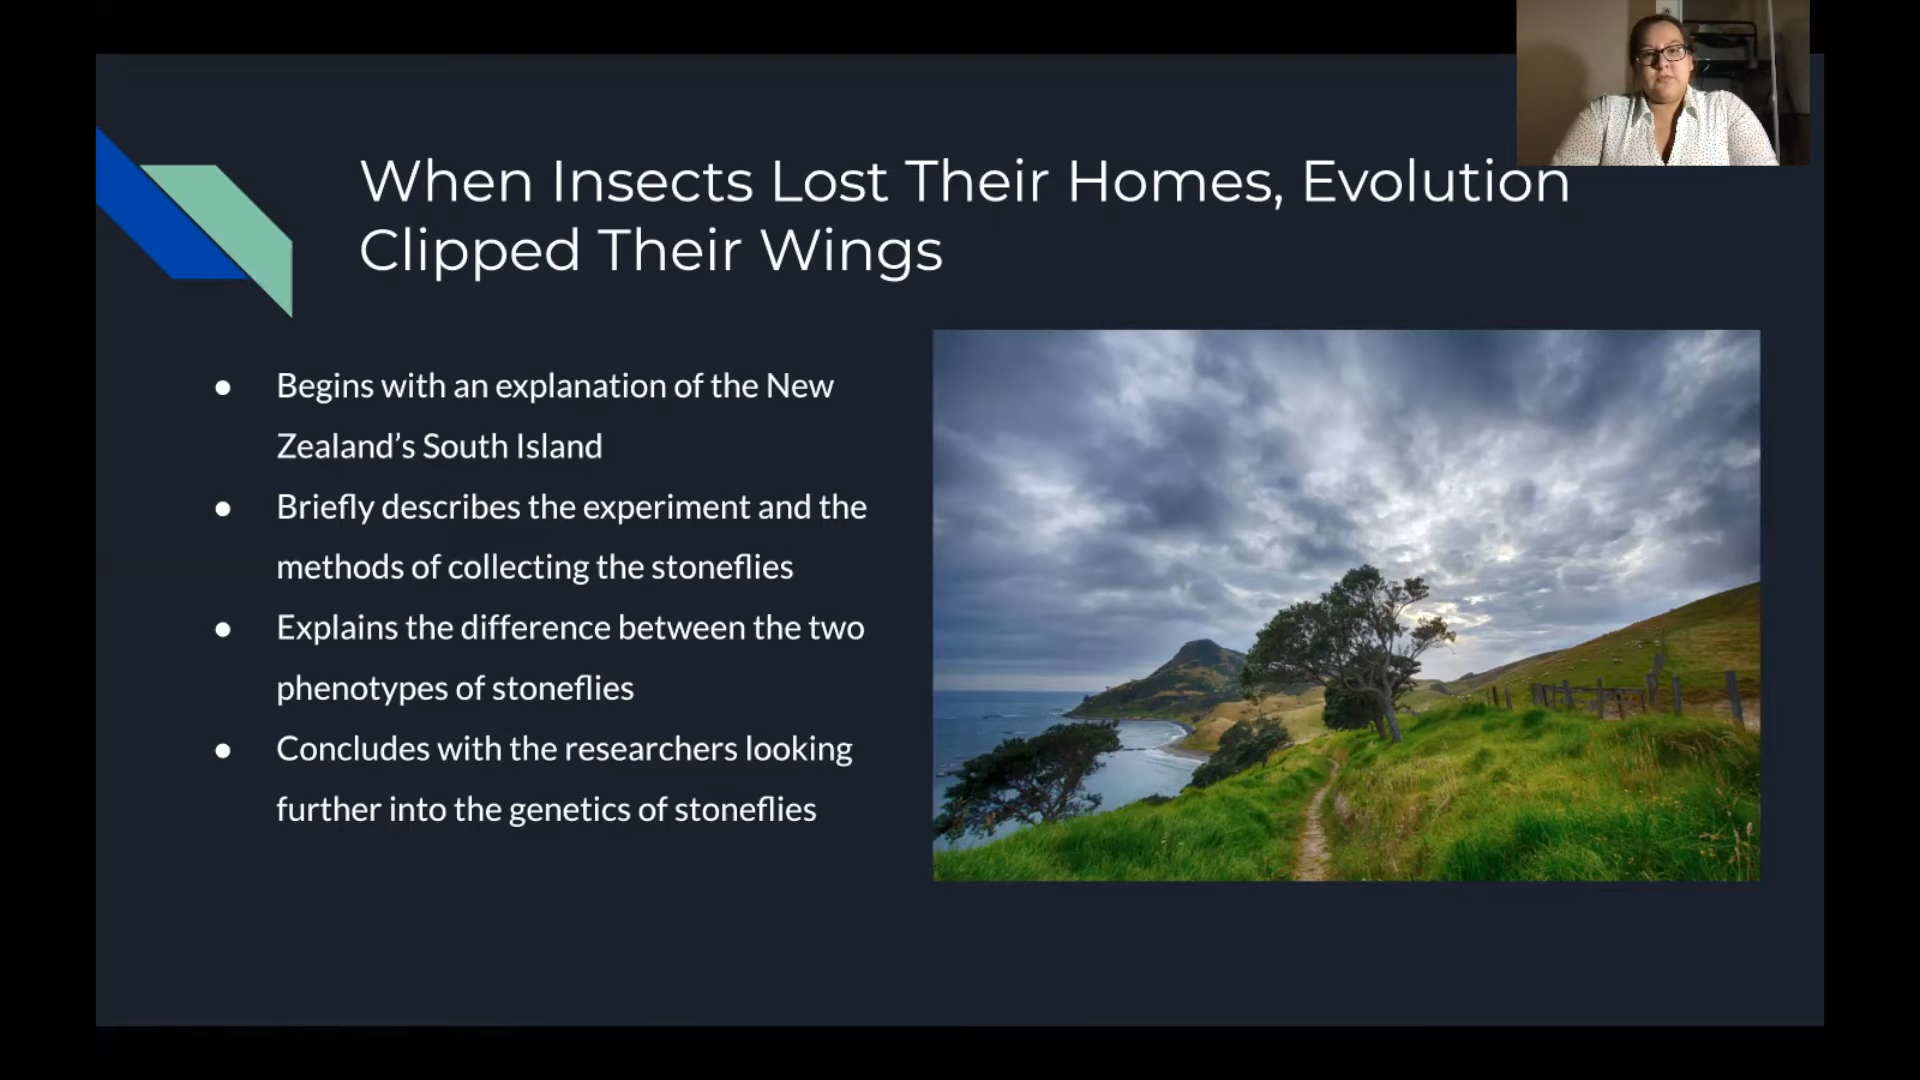 When Insects Lost Their Homes, Evolution
Clipped Their Wings
● Begins with an explanation of the New
Zealand’s South Island
● Briefly describes the experiment and the
methods of collecting the stoneflies
● Explains the difference between the two
phenotypes of stoneflies
● Concludes with the researchers looking
further into the genetics of stoneflies